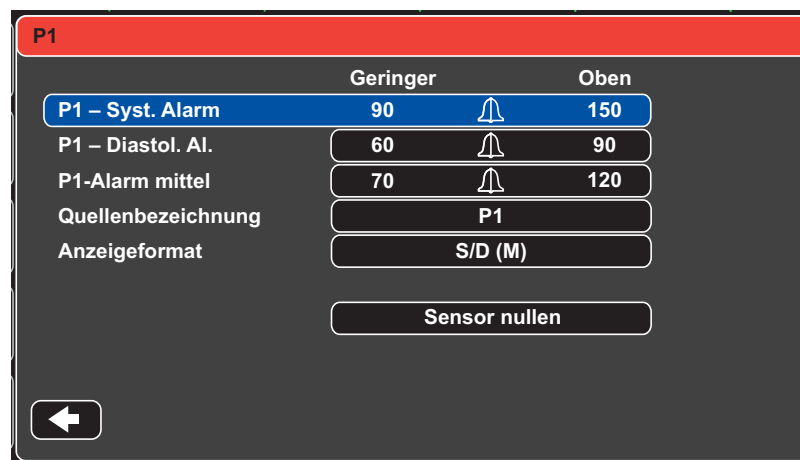 P1
Geringer Oben
P1 – Syst. Alarm 90 150
P1 – Diastol. Al. 60 90
P1-Alarm mittel 70 120
Quellenbezeichnung P1
Anzeigeformat S/D (M)
Sensor nullen